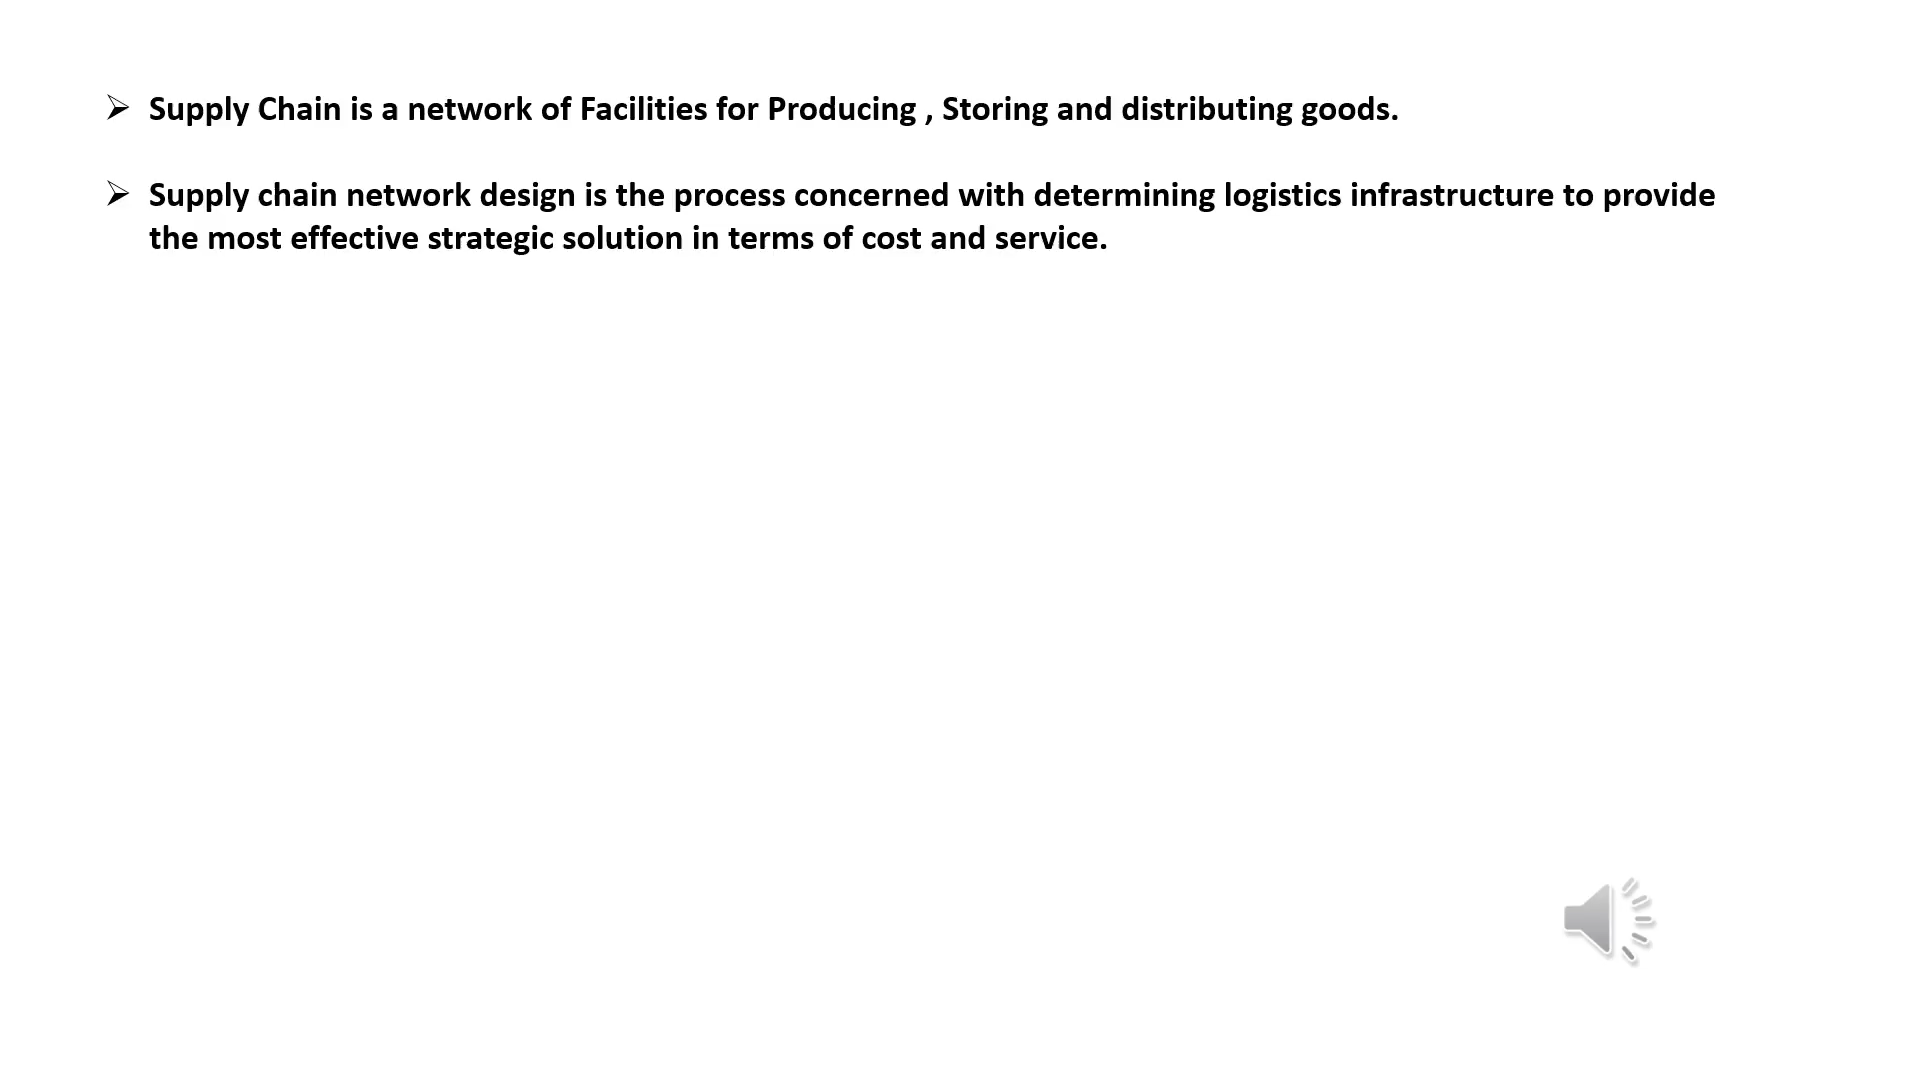 Supply Chain is a network of Facilities for Producing , Storing and distributing goods.
Supply chain network design is the process concerned with determining logistics infrastructure to provide
the most effective strategic solution in terms of cost and service.